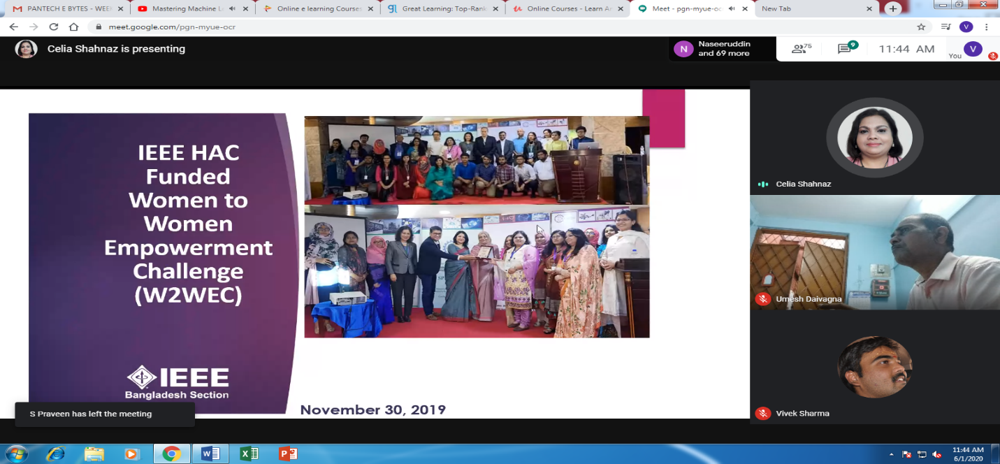 PANTECH E BYTES - WEE
Mastering Machine L
Online e learning Courses
Great Learning: Top-Rank
Online Courses - Learn An
Meet - pgn-myue-oc
New Tab
meet.google.com/pgn-myue-ocr
V
Celia Shahnaz is presenting
N
Naseeruddin
and 69 more
75
9
11:44 AM
You
V
IEEE HAC
Funded
Women to
Women
Empowerment
Challenge
(W2WEC)
IEEE
Bangladesh Section
November 30, 2019
S Praveen has left the meeting
Celia Shahnaz
Umesh Daivagna
Vivek Sharma
11:44 AM
6/1/2020